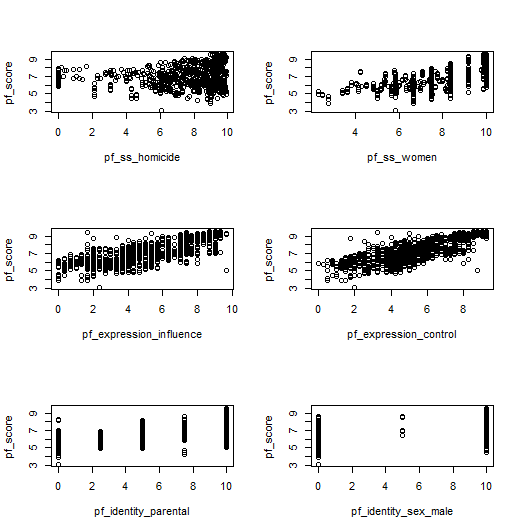 pf_score
3 5 7 9
0 2 4 6 8 10
pf_ss_homicide
pf_score
3 5 7 9
4 6 8 10
pf_ss_women
pf_score
3 5 7 9
0 2 4 6 8 10
pf_expression_influence
pf_score
3 5 7 9
0 2 4 6 8
pf_expression_control
pf_score
3 5 7 9
0 2 4 6 8 10
pf_identity_parental
pf_score
3 5 7 9
0 2 4 6 8 10
pf_identity_sex_male